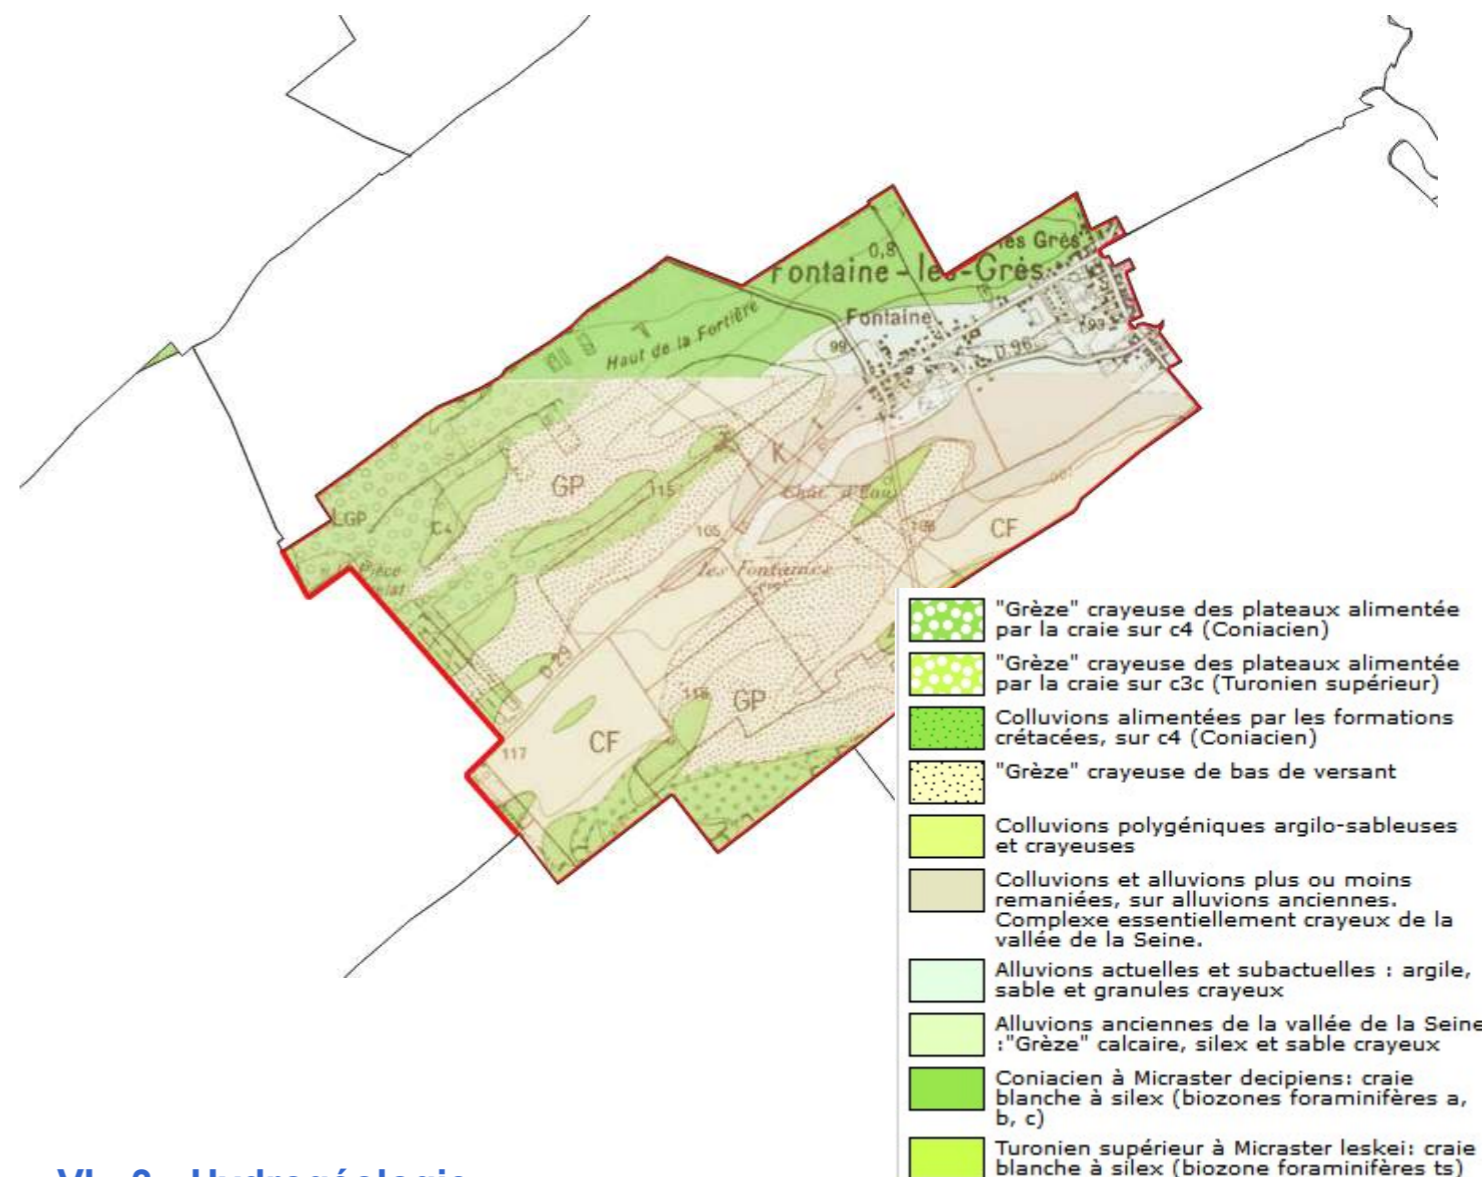 les Grès
0,8
Fontaine-les-Grès
Haut de la Fortière
Fontaine
99
93
D.96
GP
115
K
Chât. d'Eau
LGP
C4
105
108
CF
les Fontaines
D 29
116
GP
CF
117
"Grèze" crayeuse des plateaux alimentée
par la craie sur c4 (Coniacien)
"Grèze" crayeuse des plateaux alimentée
par la craie sur c3c (Turonien supérieur)
Colluvions alimentées par les formations
crétacées, sur c4 (Coniacien)
"Grèze" crayeuse de bas de versant
Colluvions polygéniques argilo-sableuses
et crayeuses
Colluvions et alluvions plus ou moins
remaniées, sur alluvions anciennes.
Complexe essentiellement crayeux de la
vallée de la Seine.
Alluvions actuelles et subactuelles : argile,
sable et granules crayeux
Alluvions anciennes de la vallée de la Seine
:"Grèze" calcaire, silex et sable crayeux
Coniacien à Micraster decipiens: craie
blanche à silex (biozones foraminifères a,
b, c)
Turonien supérieur à Micraster leskei: craie
blanche à silex (biozone foraminifères ts)